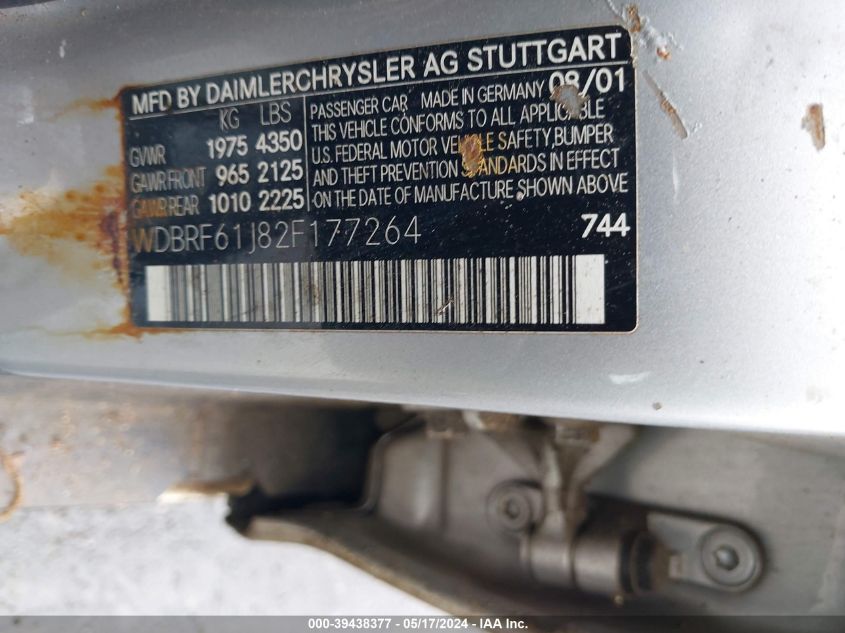 MFD BY DAIMLERCHRYSLER AG STUTTGART
KG LBS
GVWR 1975 4350
GAWR FRONT 965 2125
GAWR REAR 1010 2225
PASSENGER CAR MADE IN GERMANY 08/01
THIS VEHICLE CONFORMS TO ALL APPLICABLE
U.S. FEDERAL MOTOR VEHICLE SAFETY, BUMPER
AND THEFT PREVENTION STANDARDS IN EFFECT
ON THE DATE OF MANUFACTURE SHOWN ABOVE
WDBRF61J82F177264 744
000-39438377 - 05/17/2024 - IAA Inc.